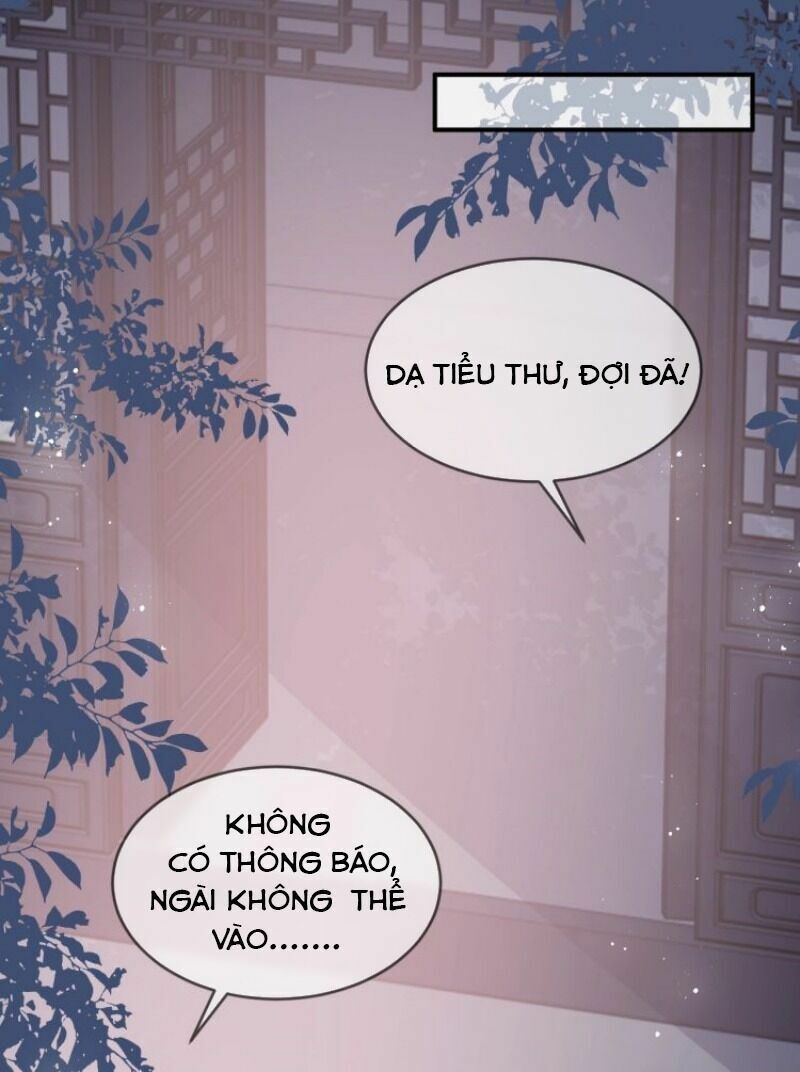 DẠ TIỂU THƯ, ĐỢI ĐÃ!
KHÔNG
CÓ THÔNG BÁO,
NGÀI KHÔNG THỂ
VÀO.......